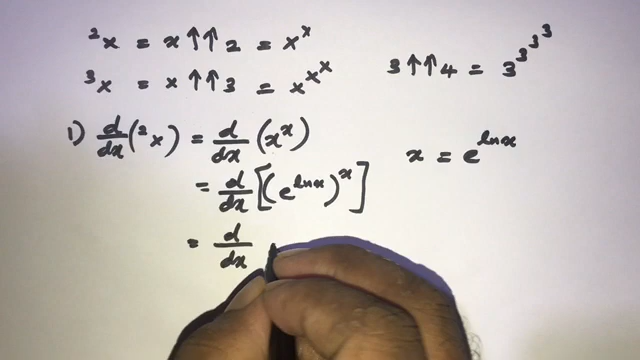 ²x = x ↑↑ 2 = x^x
³x = x ↑↑ 3 = x^x^x
3 ↑↑ 4 = 3^3^3^3
1) d/dx (²x) = d/dx (x^x)
x = e^ln x
= d/dx [(e^ln x)^x]
= d/dx